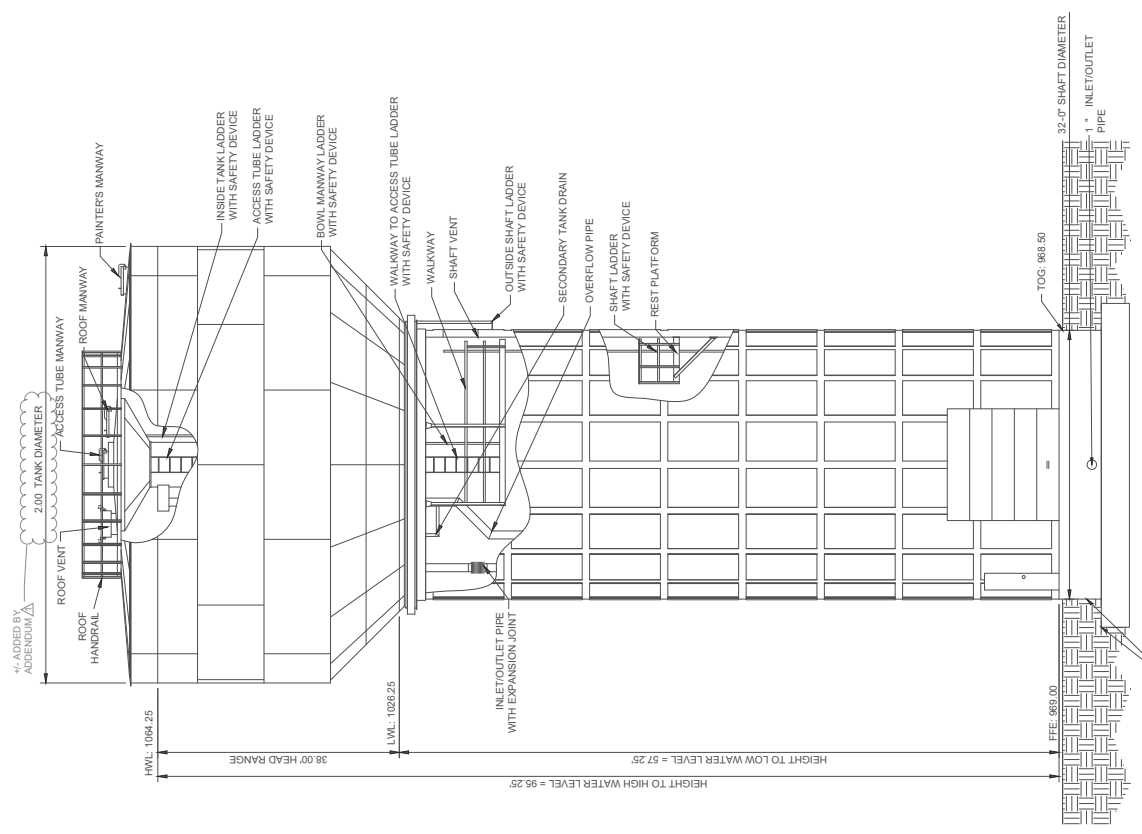 +/- ADDED BY
ADDENDUM
2.00 TANK DIAMETER
ROOF VENT
ACCESS TUBE MANWAY
ROOF MANWAY
PAINTER'S MANWAY
ROOF
HANDRAIL
INSIDE TANK LADDER
WITH SAFETY DEVICE
ACCESS TUBE LADDER
WITH SAFETY DEVICE
BOWL MANWAY LADDER
WITH SAFETY DEVICE
HWL: 1064.25
38.00' HEAD RANGE
LWL: 1026.25
WALKWAY TO ACCESS TUBE LADDER
WITH SAFETY DEVICE
WALKWAY
SHAFT VENT
OUTSIDE SHAFT LADDER
WITH SAFETY DEVICE
SECONDARY TANK DRAIN
OVERFLOW PIPE
INLET/OUTLET PIPE
WITH EXPANSION JOINT
SHAFT LADDER
WITH SAFETY DEVICE
REST PLATFORM
HEIGHT TO LOW WATER LEVEL = 57.25'
HEIGHT TO HIGH WATER LEVEL = 95.25'
FFE: 969.00
TOG: 968.50
32-0" SHAFT DIAMETER
1 " INLET/OUTLET
PIPE